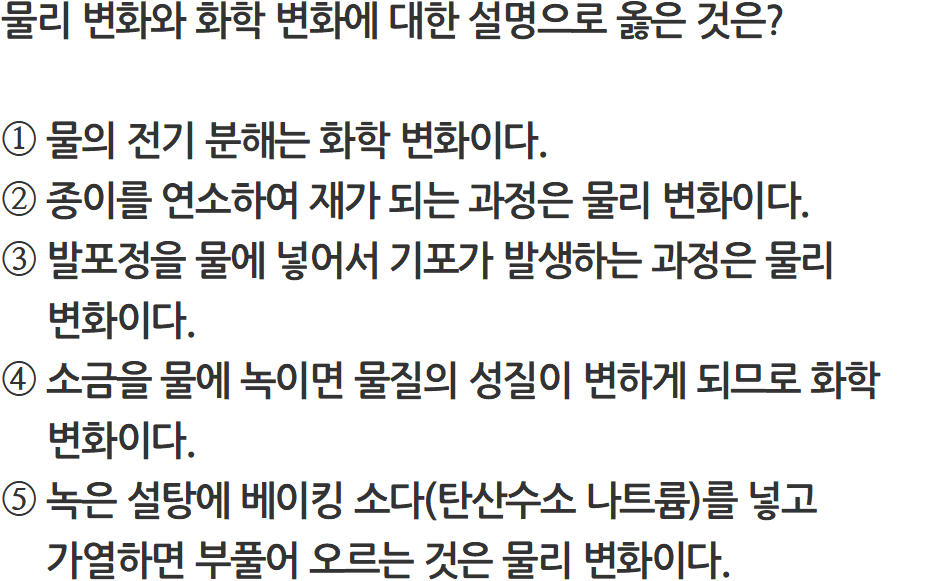 물리 변화와 화학 변화에 대한 설명으로 옳은 것은?
① 물의 전기 분해는 화학 변화이다.
② 종이를 연소하여 재가 되는 과정은 물리 변화이다.
③ 발포정을 물에 넣어서 기포가 발생하는 과정은 물리
변화이다.
④ 소금을 물에 녹이면 물질의 성질이 변하게 되므로 화학
변화이다.
⑤ 녹은 설탕에 베이킹 소다(탄산수소 나트륨)를 넣고
가열하면 부풀어 오르는 것은 물리 변화이다.